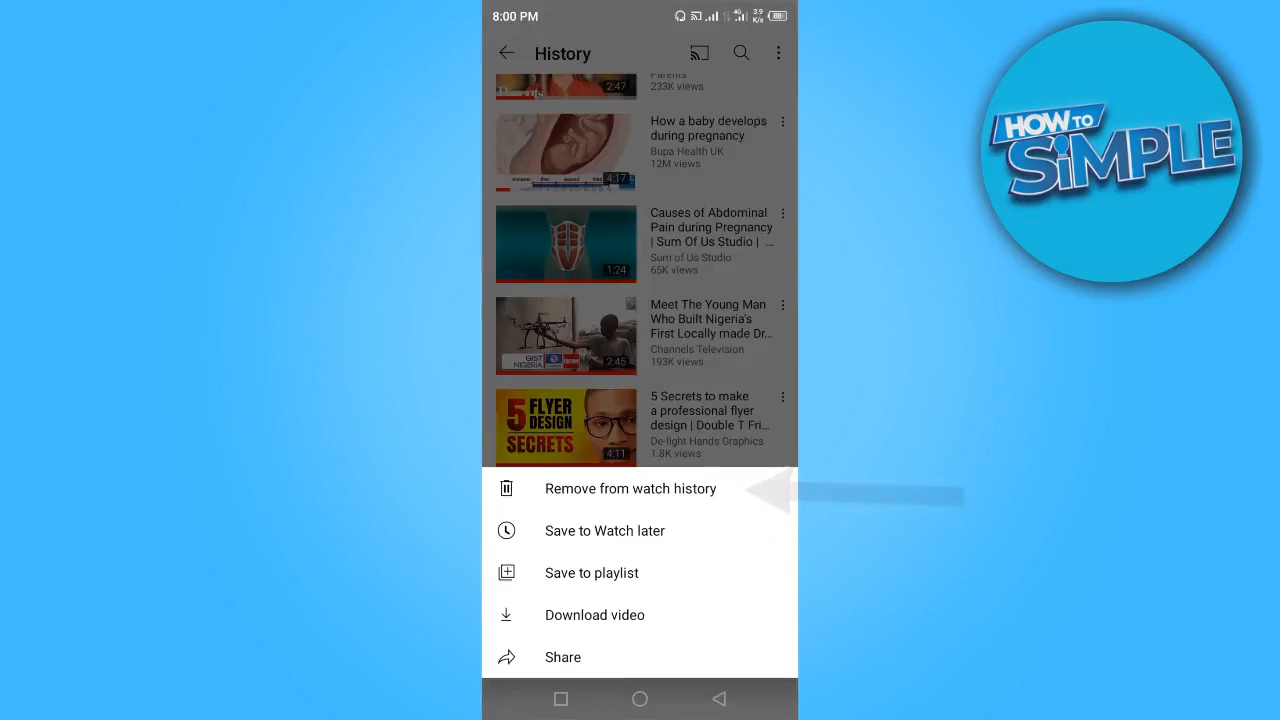 8:00 PM
4G
3.9
K/s
88
HOW TO
SiMPLE
History
Parents
2:47
233K views
How a baby develops
during pregnancy
Bupa Health UK
12M views
4:17
Causes of Abdominal
Pain during Pregnancy
| Sum Of Us Studio | ...
Sum of Us Studio
65K views
1:24
Meet The Young Man
Who Built Nigeria's
First Locally made Dr...
Channels Television
193K views
GIST
NIGERIA
2:45
5 Secrets to make
a professional flyer
design | Double T Fri...
De-light Hands Graphics
1.8K views
5 FLYER
DESIGN
SECRETS
4:11
Remove from watch history
Save to Watch later
Save to playlist
Download video
Share